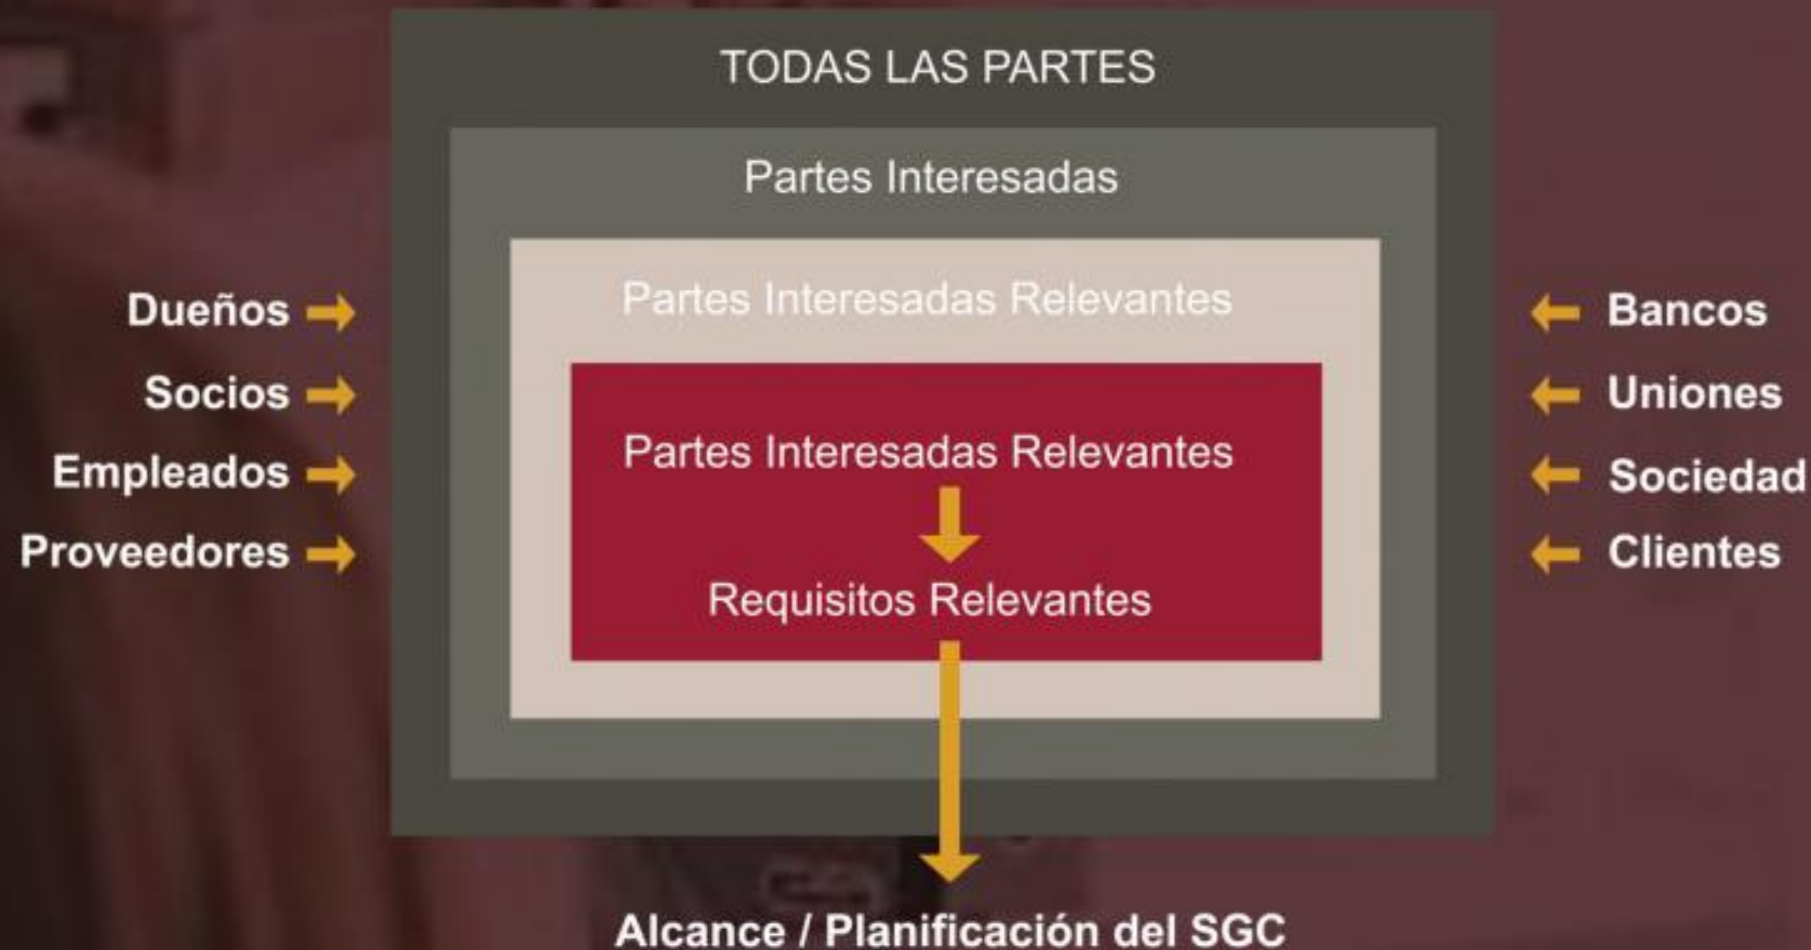 TODAS LAS PARTES
Partes Interesadas
Partes Interesadas Relevantes
Partes Interesadas Relevantes
Requisitos Relevantes
Dueños
Socios
Empleados
Proveedores
Bancos
Uniones
Sociedad
Clientes
Alcance / Planificación del SGC